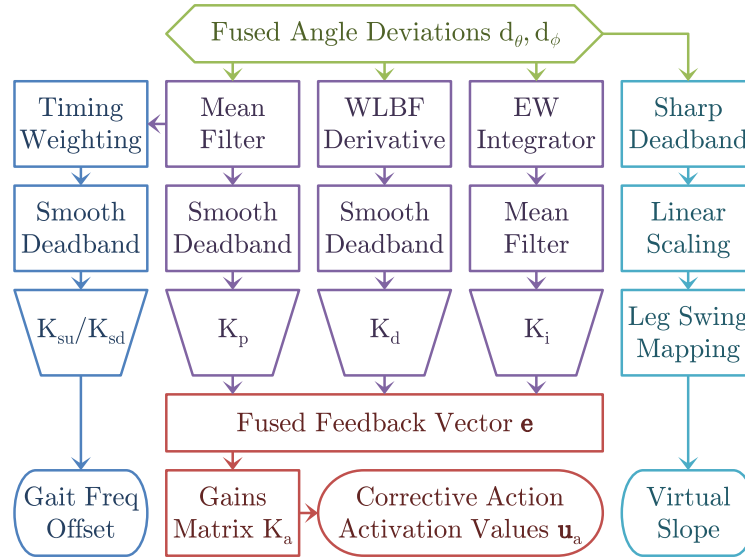 Fused Angle Deviations d_θ, d_ϕ
Timing
Weighting
Mean
Filter
WLBF
Derivative
EW
Integrator
Sharp
Deadband
Smooth
Deadband
Smooth
Deadband
Smooth
Deadband
Mean
Filter
Linear
Scaling
K_su/K_sd
K_p
K_d
K_i
Leg Swing
Mapping
Fused Feedback Vector e
Gait Freq
Offset
Gains
Matrix K_a
Corrective Action
Activation Values u_a
Virtual
Slope